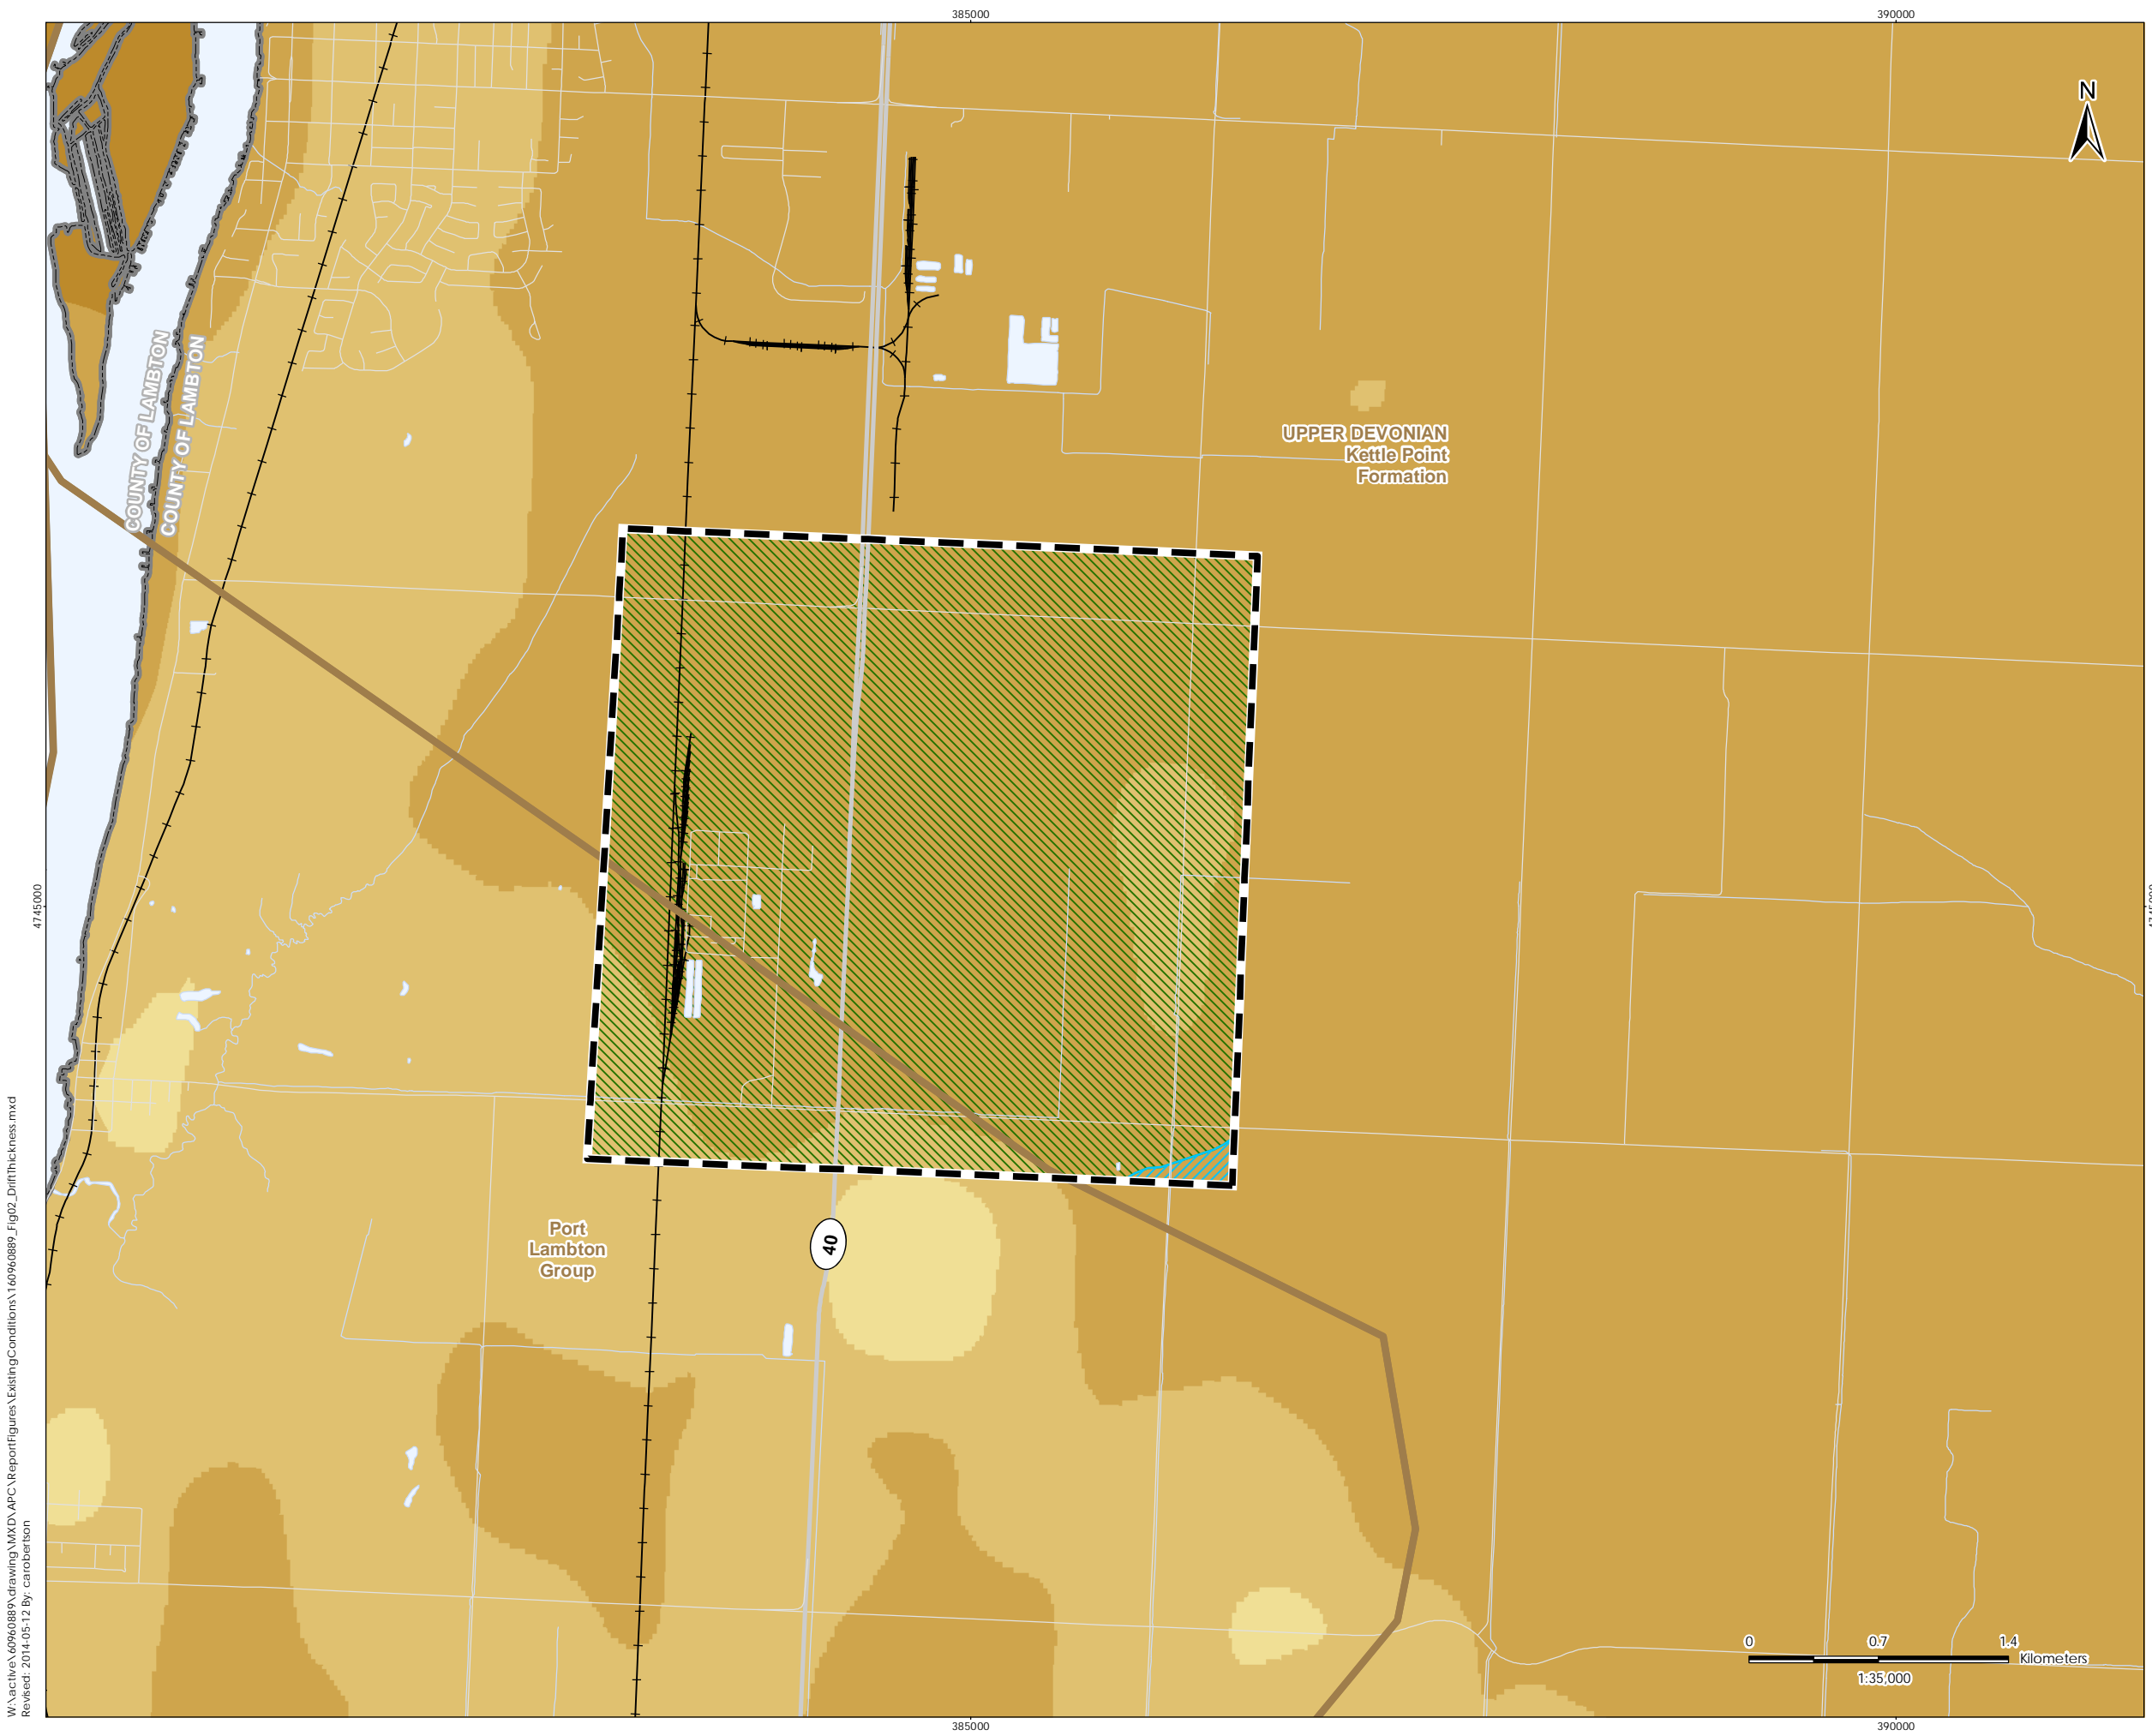 385000
390000
N
COUNTY OF LAMBTON
COUNTY OF LAMBTON
UPPER DEVONIAN
Kettle Point
Formation
4745000
Port
Lambton
Group
40
0 0.7 1.4
Kilometers
1:35,000
385000
390000
W:\active\60960889\drawing\MXD\APC\ReportFigures\ExistingConditions\160960889_Fig02_DriftThickness.mxd
Revised: 2014-05-12 By: carobertson